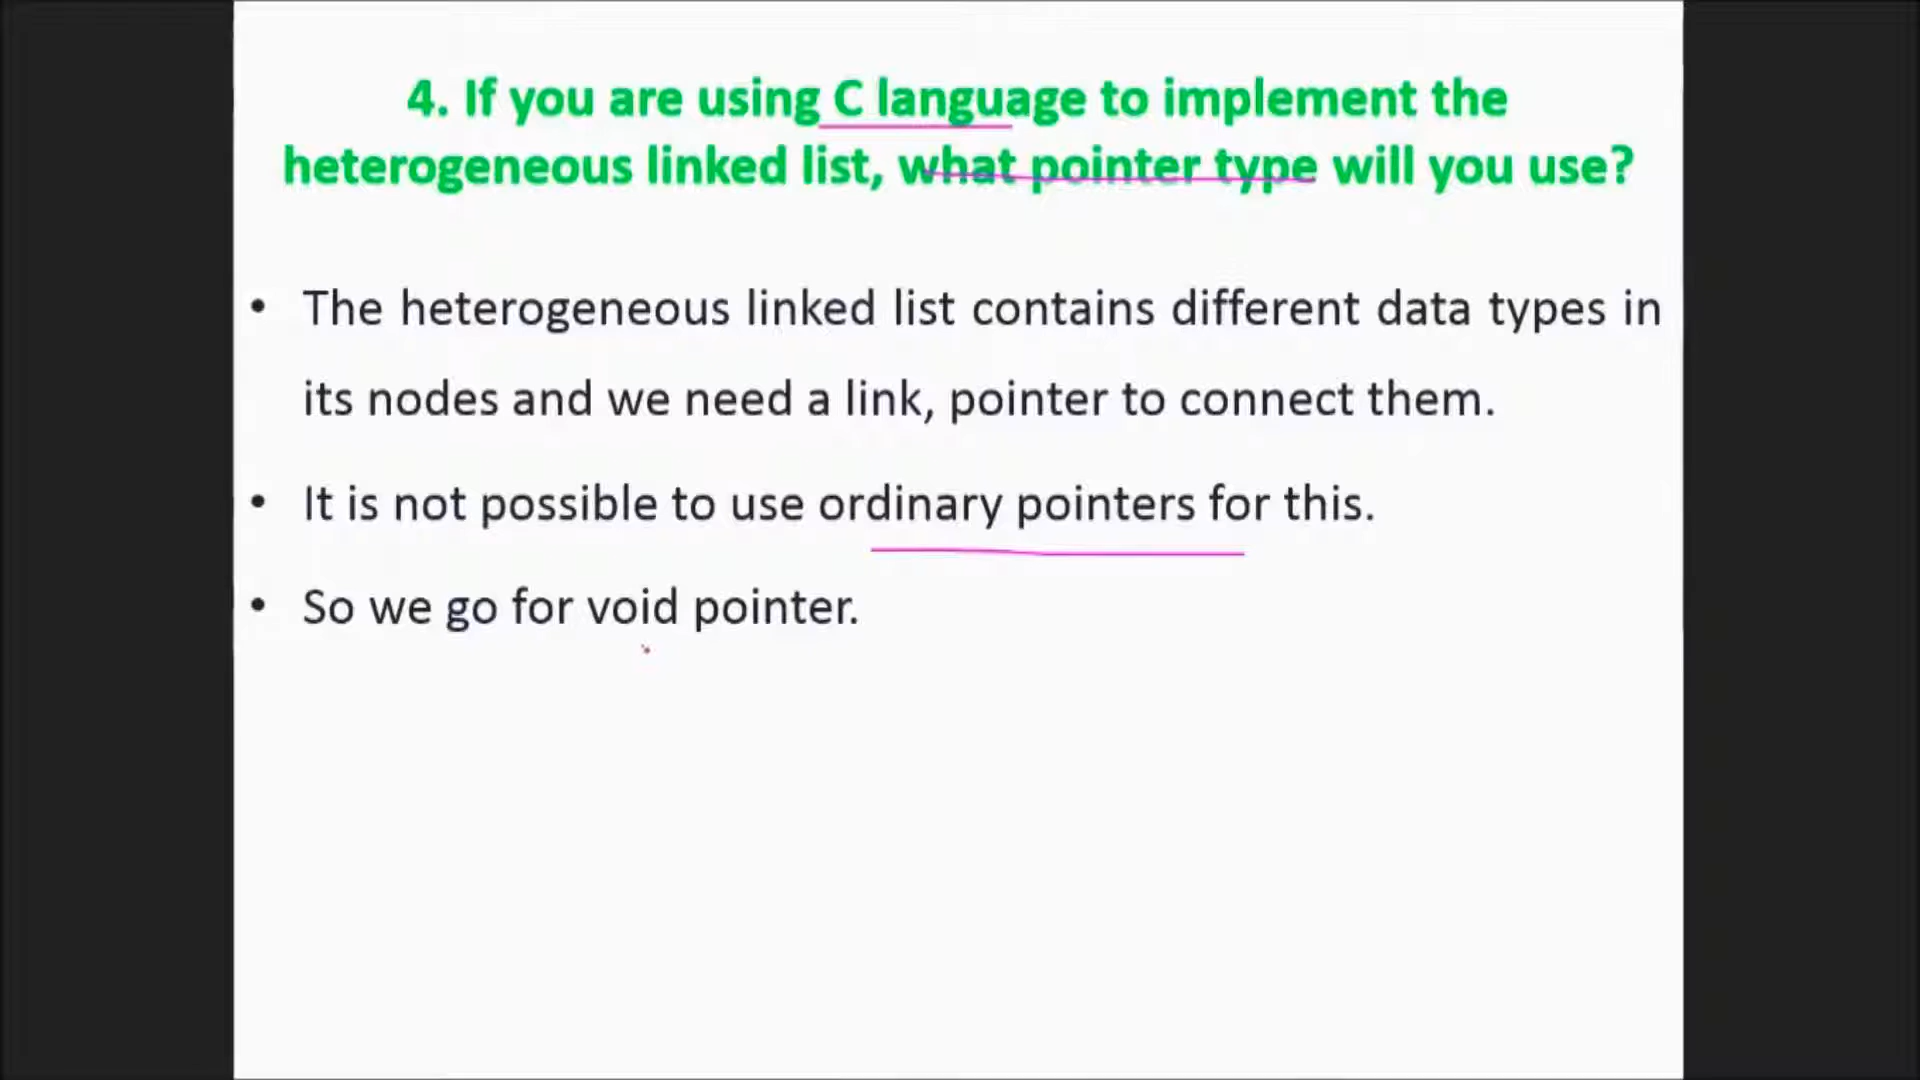 4. If you are using C language to implement the
heterogeneous linked list, what pointer type will you use?
• The heterogeneous linked list contains different data types in
its nodes and we need a link, pointer to connect them.
• It is not possible to use ordinary pointers for this.
• So we go for void pointer.